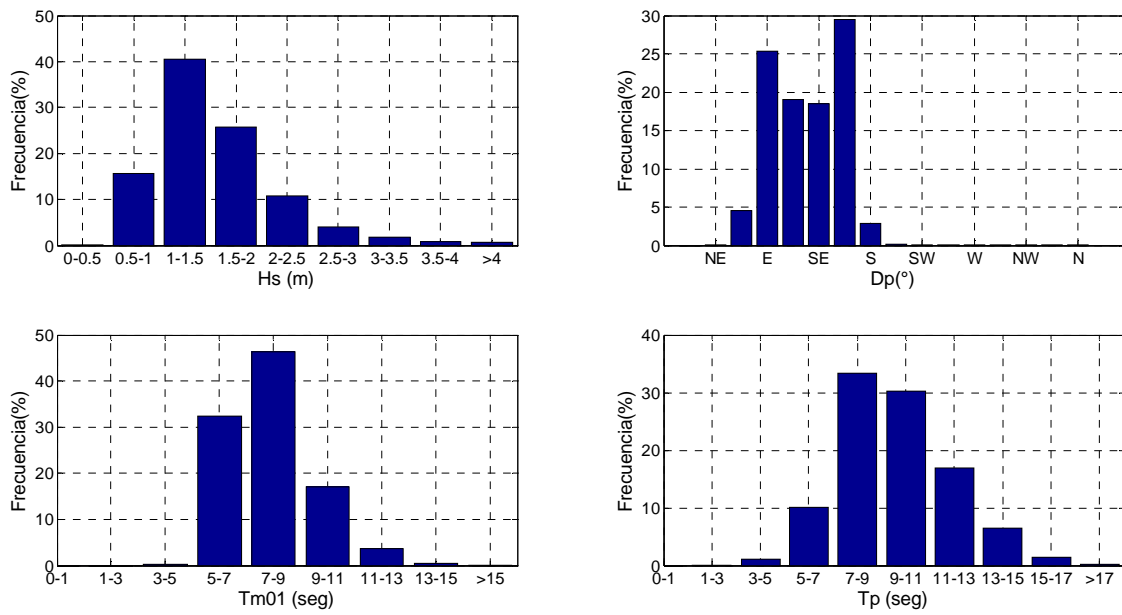 50
40
30
20
10
0
Frecuencia(%)
0-0.5 0.5-1 1-1.5 1.5-2 2-2.5 2.5-3 3-3.5 3.5-4 >4
Hs (m)
30
25
20
15
10
5
0
Frecuencia(%)
NE E SE S SW W NW N
Dp(°)
50
40
30
20
10
0
Frecuencia(%)
0-1 1-3 3-5 5-7 7-9 9-11 11-13 13-15 >15
Tm01 (seg)
40
30
20
10
0
Frecuencia(%)
0-1 1-3 3-5 5-7 7-9 9-11 11-13 13-15 15-17 >17
Tp (seg)